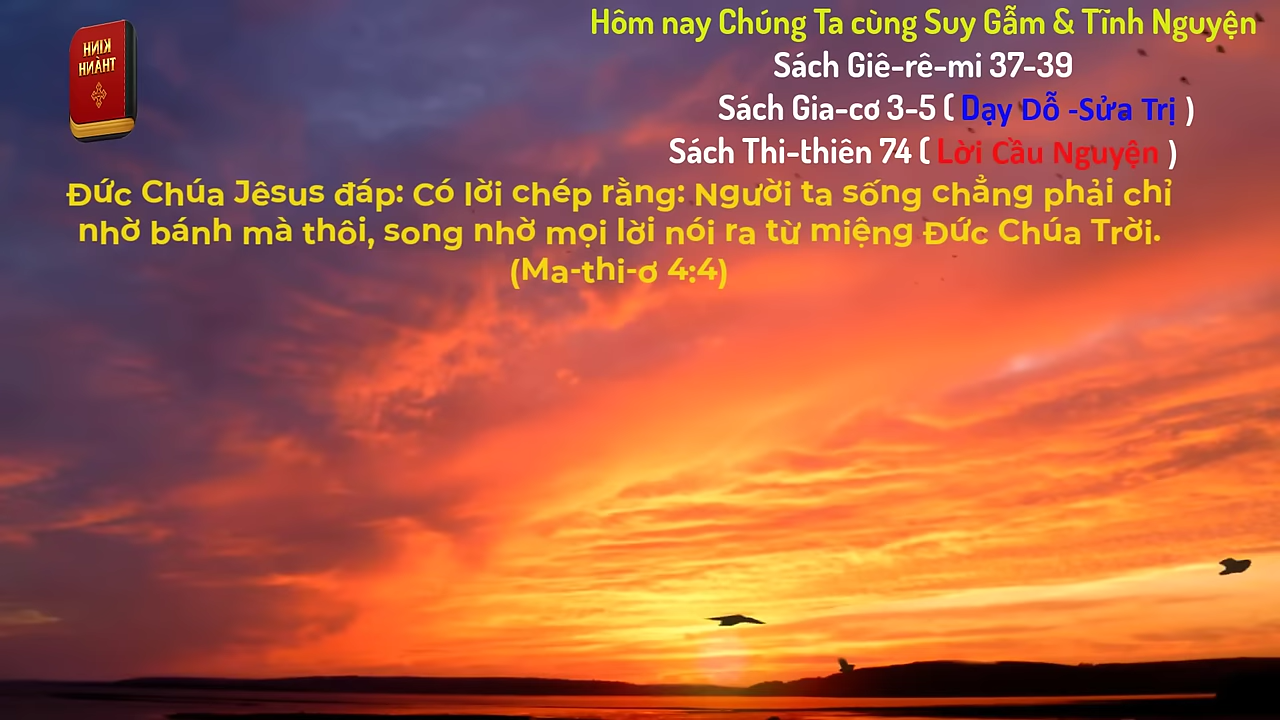 KINH
THÁNH
Hôm nay Chúng Ta cùng Suy Gẫm & Tĩnh Nguyện
Sách Giê-rê-mi 37-39
Sách Gia-cơ 3-5 ( Dạy Dỗ -Sửa Trị )
Sách Thi-thiên 74 ( Lời Cầu Nguyện )
Đức Chúa Jêsus đáp: Có lời chép rằng: Người ta sống chẳng phải chỉ
nhờ bánh mà thôi, song nhờ mọi lời nói ra từ miệng Đức Chúa Trời.
(Ma-thi-ơ 4:4)